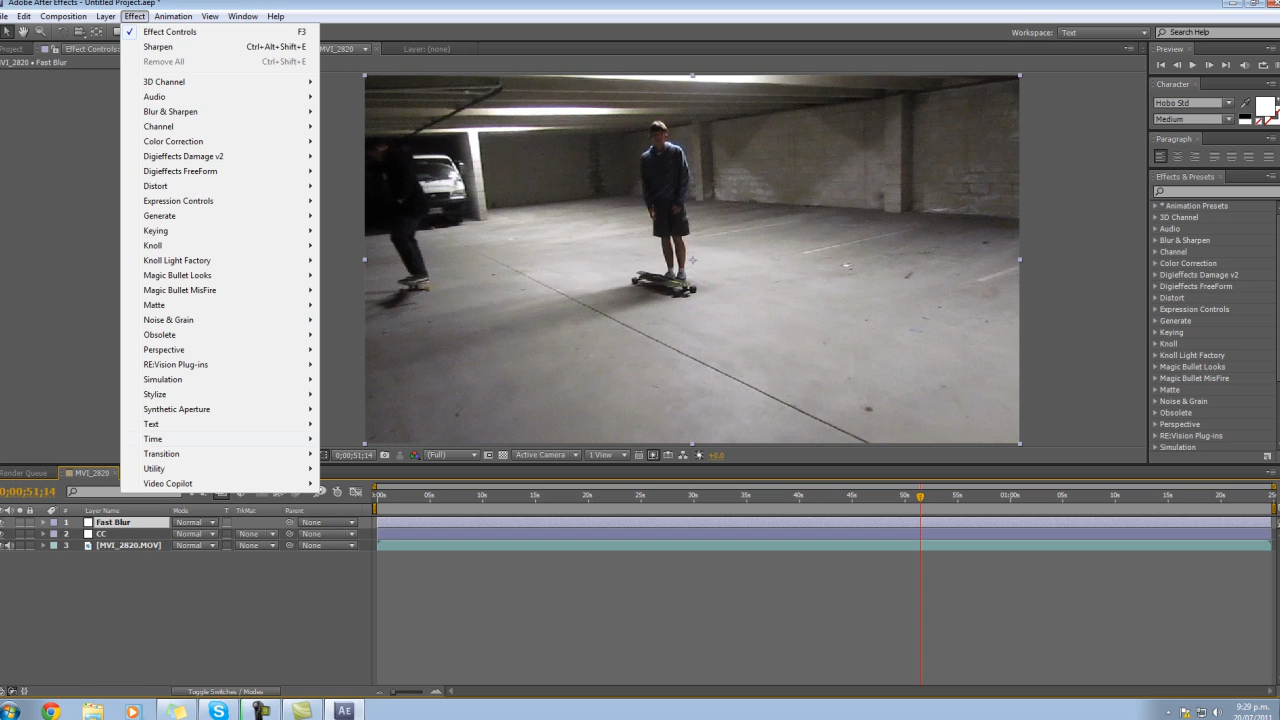 Adobe After Effects - Untitled Project.aep *
File Edit Composition Layer Effect Animation View Window Help
Workspace: Text Search Help
Project Effect Controls: MVI_2820 Layer: (none)
MVI_2820 • Fast Blur
Effect Controls F3
Sharpen Ctrl+Alt+Shift+E
Remove All Ctrl+Shift+E
3D Channel
Audio
Blur & Sharpen
Channel
Color Correction
Digieffects Damage v2
Digieffects FreeForm
Distort
Expression Controls
Generate
Keying
Knoll
Knoll Light Factory
Magic Bullet Looks
Magic Bullet MisFire
Matte
Noise & Grain
Obsolete
Perspective
RE:Vision Plug-ins
Simulation
Stylize
Synthetic Aperture
Text
Time
Transition
Utility
Video Copilot
Preview
Character
Hobo Std
Medium
Paragraph
Effects & Presets
* Animation Presets
3D Channel
Audio
Blur & Sharpen
Channel
Color Correction
Digieffects Damage v2
Digieffects FreeForm
Distort
Expression Controls
Generate
Keying
Knoll
Knoll Light Factory
Magic Bullet Looks
Magic Bullet MisFire
Matte
Noise & Grain
Obsolete
Perspective
RE:Vision Plug-ins
Simulation
0;00;51;14 (Full) Active Camera 1 View +0.0
Render Queue MVI_2820
0;00;51;14
:00s 05s 10s 15s 20s 25s 30s 35s 40s 45s 50s 55s 01:00s 05s 10s 15s 20s 25s
# Layer Name Mode T TrkMat Parent
1 Fast Blur Normal None
2 CC Normal None None
3 [MVI_2820.MOV] Normal None None
Toggle Switches / Modes
AE
9:29 p.m.
20/07/2011